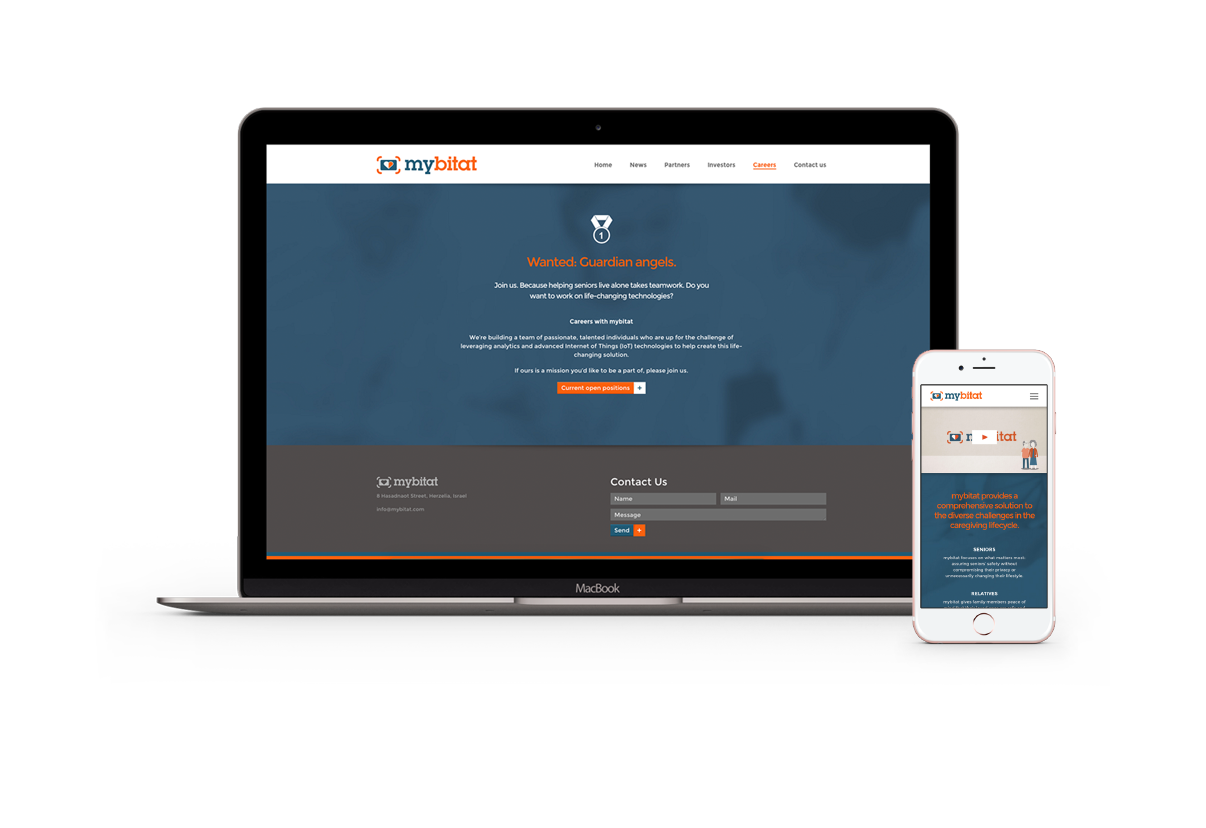 mybitat
Home News Partners Investors Careers Contact us
1
Wanted: Guardian angels.
Join us. Because helping seniors live alone takes teamwork. Do you
want to work on life-changing technologies?
Careers with mybitat
We're building a team of passionate, talented individuals who are up for the challenge of
leveraging analytics and advanced Internet of Things (IoT) technologies to help create this life-
changing solution.
If ours is a mission you'd like to be a part of, please join us.
Current open positions +
mybitat
8 Hasadnaot Street, Herzelia, Israel
info@mybitat.com
Contact Us
Name Mail
Message
Send +
MacBook
mybitat
mybitat provides a
comprehensive solution to
the diverse challenges in the
caregiving lifecycle.
SENIORS
mybitat focuses on what matters most:
assuring seniors' safety without
compromising their privacy or
unnecessarily changing their lifestyle.
RELATIVES
mybitat gives family members peace of